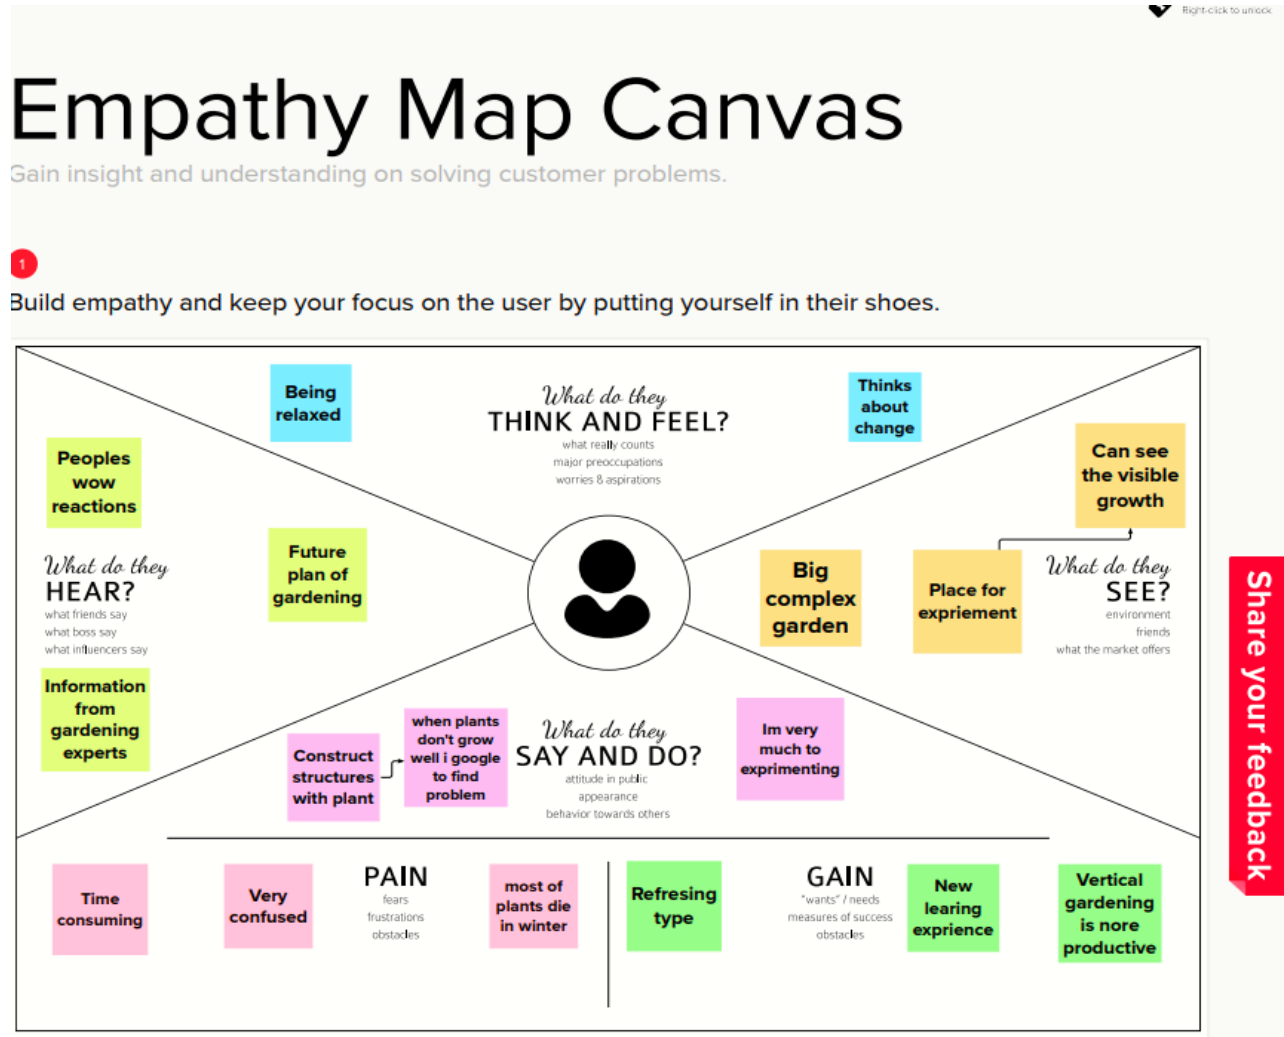 Right-click to unlock
Empathy Map Canvas
Gain insight and understanding on solving customer problems.
1
Build empathy and keep your focus on the user by putting yourself in their shoes.
Being
relaxed
What do they
THINK AND FEEL?
what really counts
major preoccupations
worries & aspirations
Thinks
about
change
Peoples
wow
reactions
What do they
HEAR?
what friends say
what boss say
what influencers say
Future
plan of
gardening
Information
from
gardening
experts
Can see
the visible
growth
Big
complex
garden
Place for
expriement
What do they
SEE?
environment
friends
what the market offers
Construct
structures
with plant
when plants
don't grow
well i google
to find
problem
What do they
SAY AND DO?
attitude in public
appearance
behavior towards others
Im very
much to
exprimenting
Time
consuming
Very
confused
PAIN
fears
frustrations
obstacles
most of
plants die
in winter
Refresing
type
GAIN
"wants" / needs
measures of success
obstacles
New
learing
exprience
Vertical
gardening
is nore
productive
Share your feedback